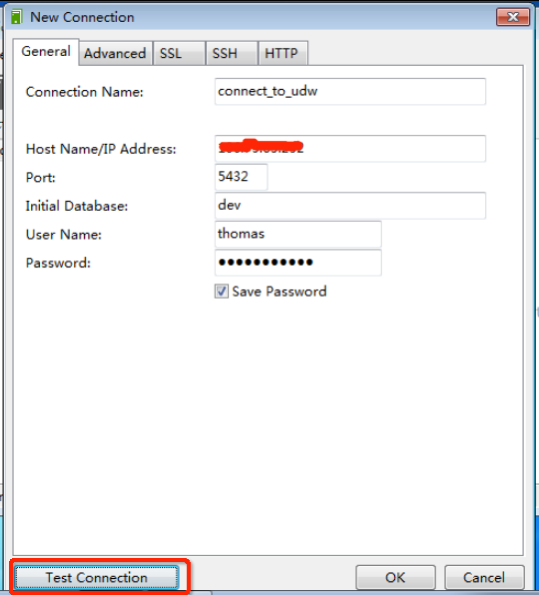 New Connection
General Advanced SSL SSH HTTP
Connection Name: connect_to_udw
Host Name/IP Address:
Port: 5432
Initial Database: dev
User Name: thomas
Password: ●●●●●●●●●●●
Save Password
Test Connection OK Cancel